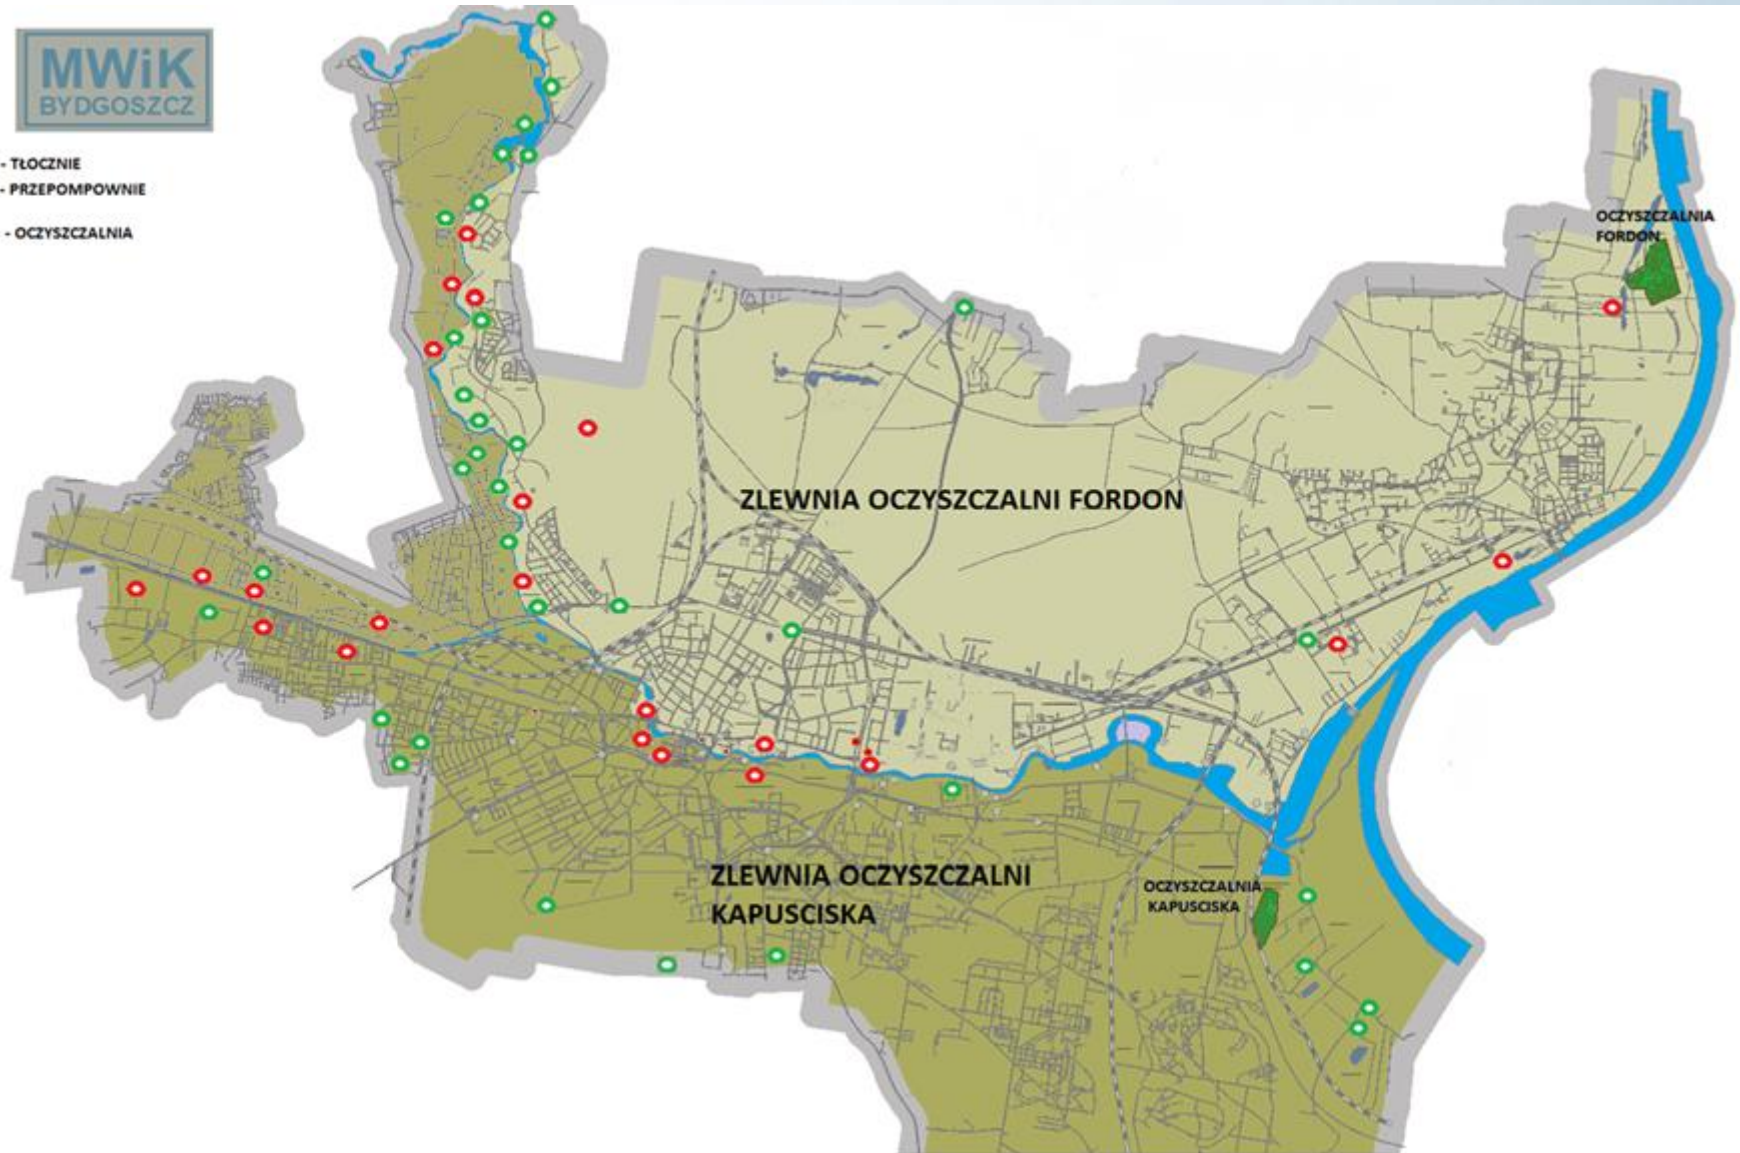 MWiK
BYDGOSZCZ
- TŁOCZNIE
- PRZEPOMPOWNIE
- OCZYSZCZALNIA
OCZYSZCZALNIA
FORDON
ZLEWNIA OCZYSZCZALNI FORDON
ZLEWNIA OCZYSZCZALNI
KAPUSCISKA
OCZYSZCZALNIA
KAPUSCISKA